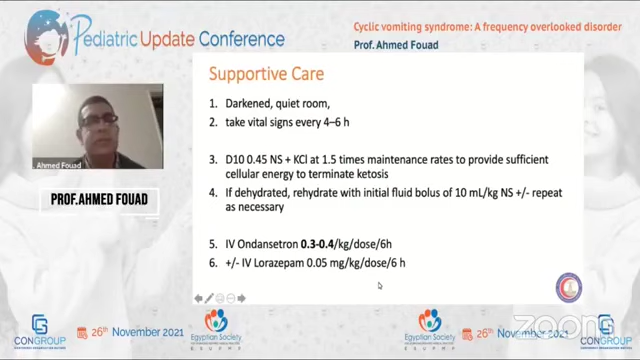 Pediatric Update Conference
Cyclic vomiting syndrome: A frequency overlooked disorder
Prof. Ahmed Fouad
Supportive Care
1. Darkened, quiet room,
2. take vital signs every 4–6 h
3. D10 0.45 NS + KCl at 1.5 times maintenance rates to provide sufficient
cellular energy to terminate ketosis
4. If dehydrated, rehydrate with initial fluid bolus of 10 mL/kg NS +/- repeat
as necessary
5. IV Ondansetron 0.3-0.4/kg/dose/6h
6. +/- IV Lorazepam 0.05 mg/kg/dose/6 h
Ahmed Fouad
PROF.AHMED FOUAD
zoom
CONGROUP
26th November 2021
Egyptian Society
CONGROUP
Egyptian Society
26th November 2021
CONGROUP